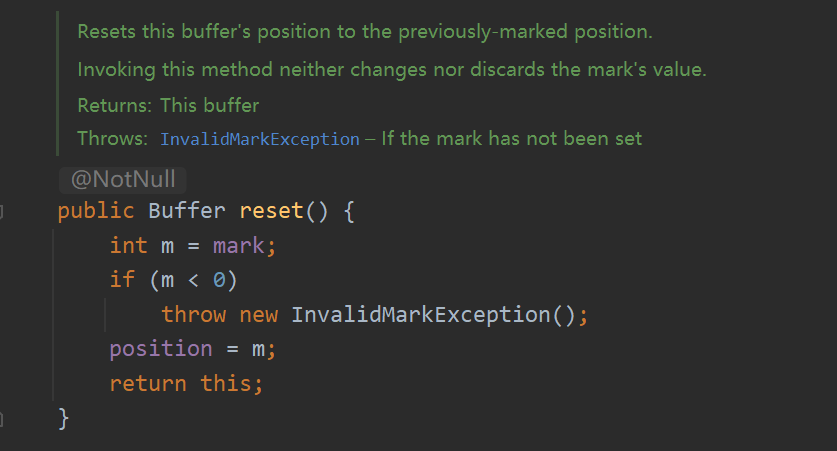 Resets this buffer's position to the previously-marked position.
Invoking this method neither changes nor discards the mark's value.
Returns: This buffer
Throws: InvalidMarkException – If the mark has not been set
@NotNull
public Buffer reset() {
    int m = mark;
    if (m < 0)
        throw new InvalidMarkException();
    position = m;
    return this;
}